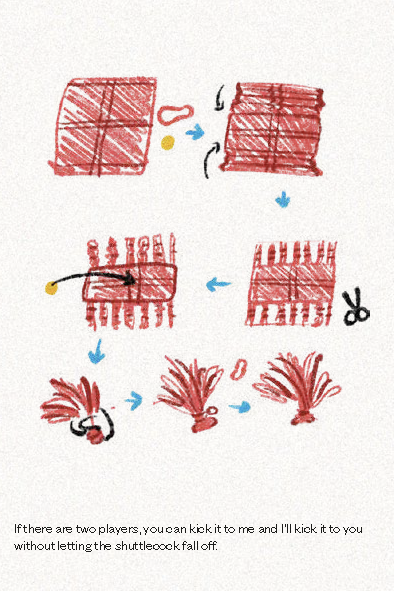 If there are two players, you can kick it to me and I'll kick it to you
without letting the shuttlecock fall off.